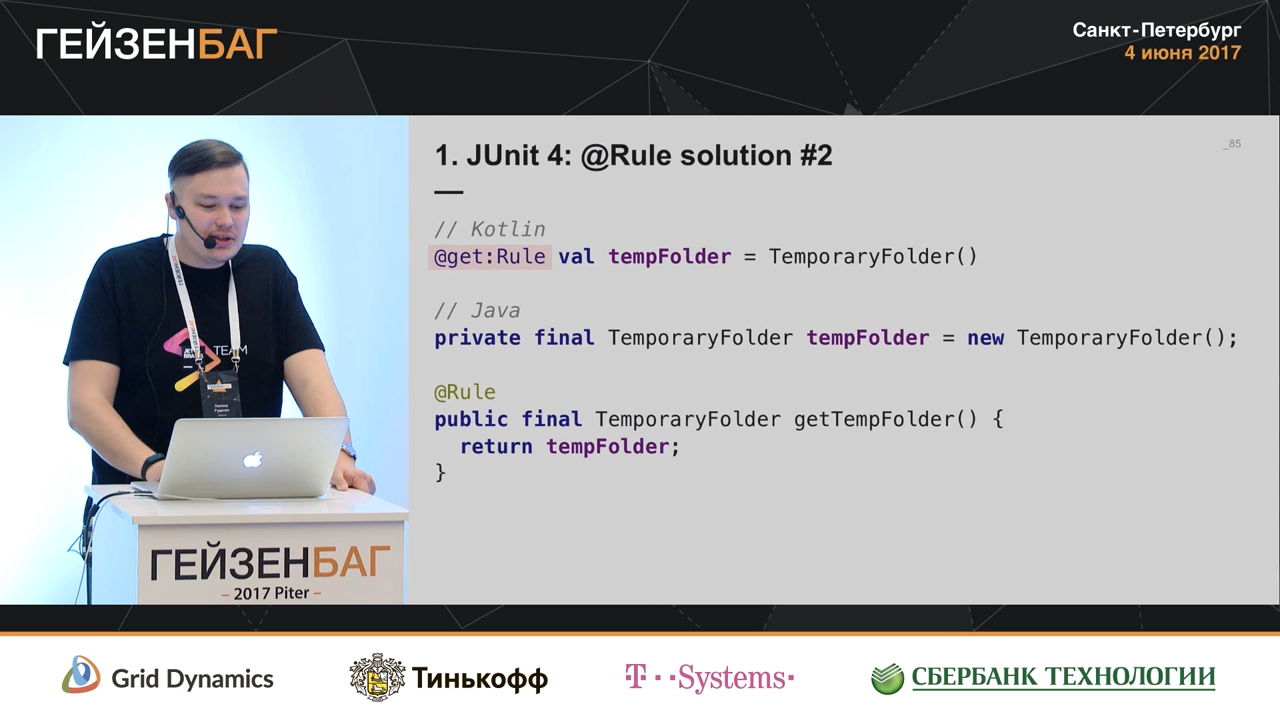 ГЕЙЗЕНБАГ
Санкт-Петербург
4 июня 2017
1. JUnit 4: @Rule solution #2
_85
// Kotlin
@get:Rule val tempFolder = TemporaryFolder()
// Java
private final TemporaryFolder tempFolder = new TemporaryFolder();
@Rule
public final TemporaryFolder getTempFolder() {
return tempFolder;
}
TEAM
ГЕЙЗЕНБАГ
– 2017 Piter –
Grid Dynamics
Тинькофф
T··Systems·
СБЕРБАНК ТЕХНОЛОГИИ